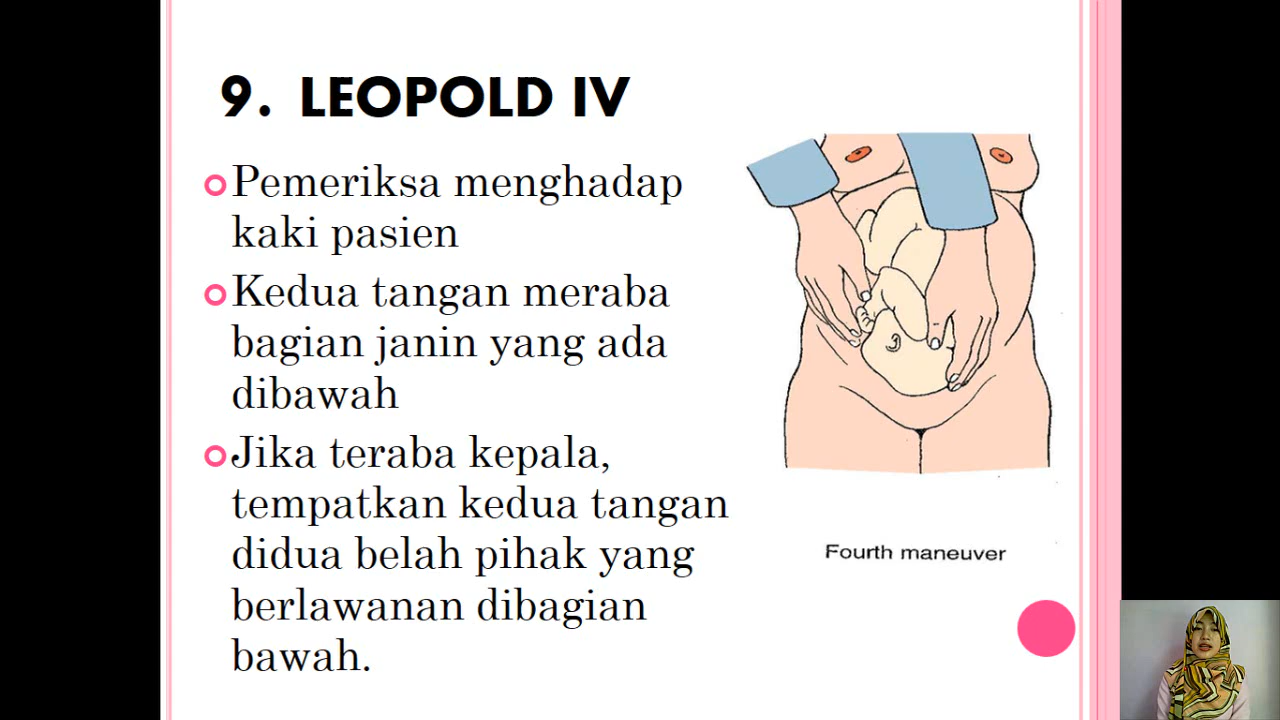 9. LEOPOLD IV
Pemeriksa menghadap
kaki pasien
Kedua tangan meraba
bagian janin yang ada
dibawah
Jika teraba kepala,
tempatkan kedua tangan
didua belah pihak yang
berlawanan dibagian
bawah.
Fourth maneuver